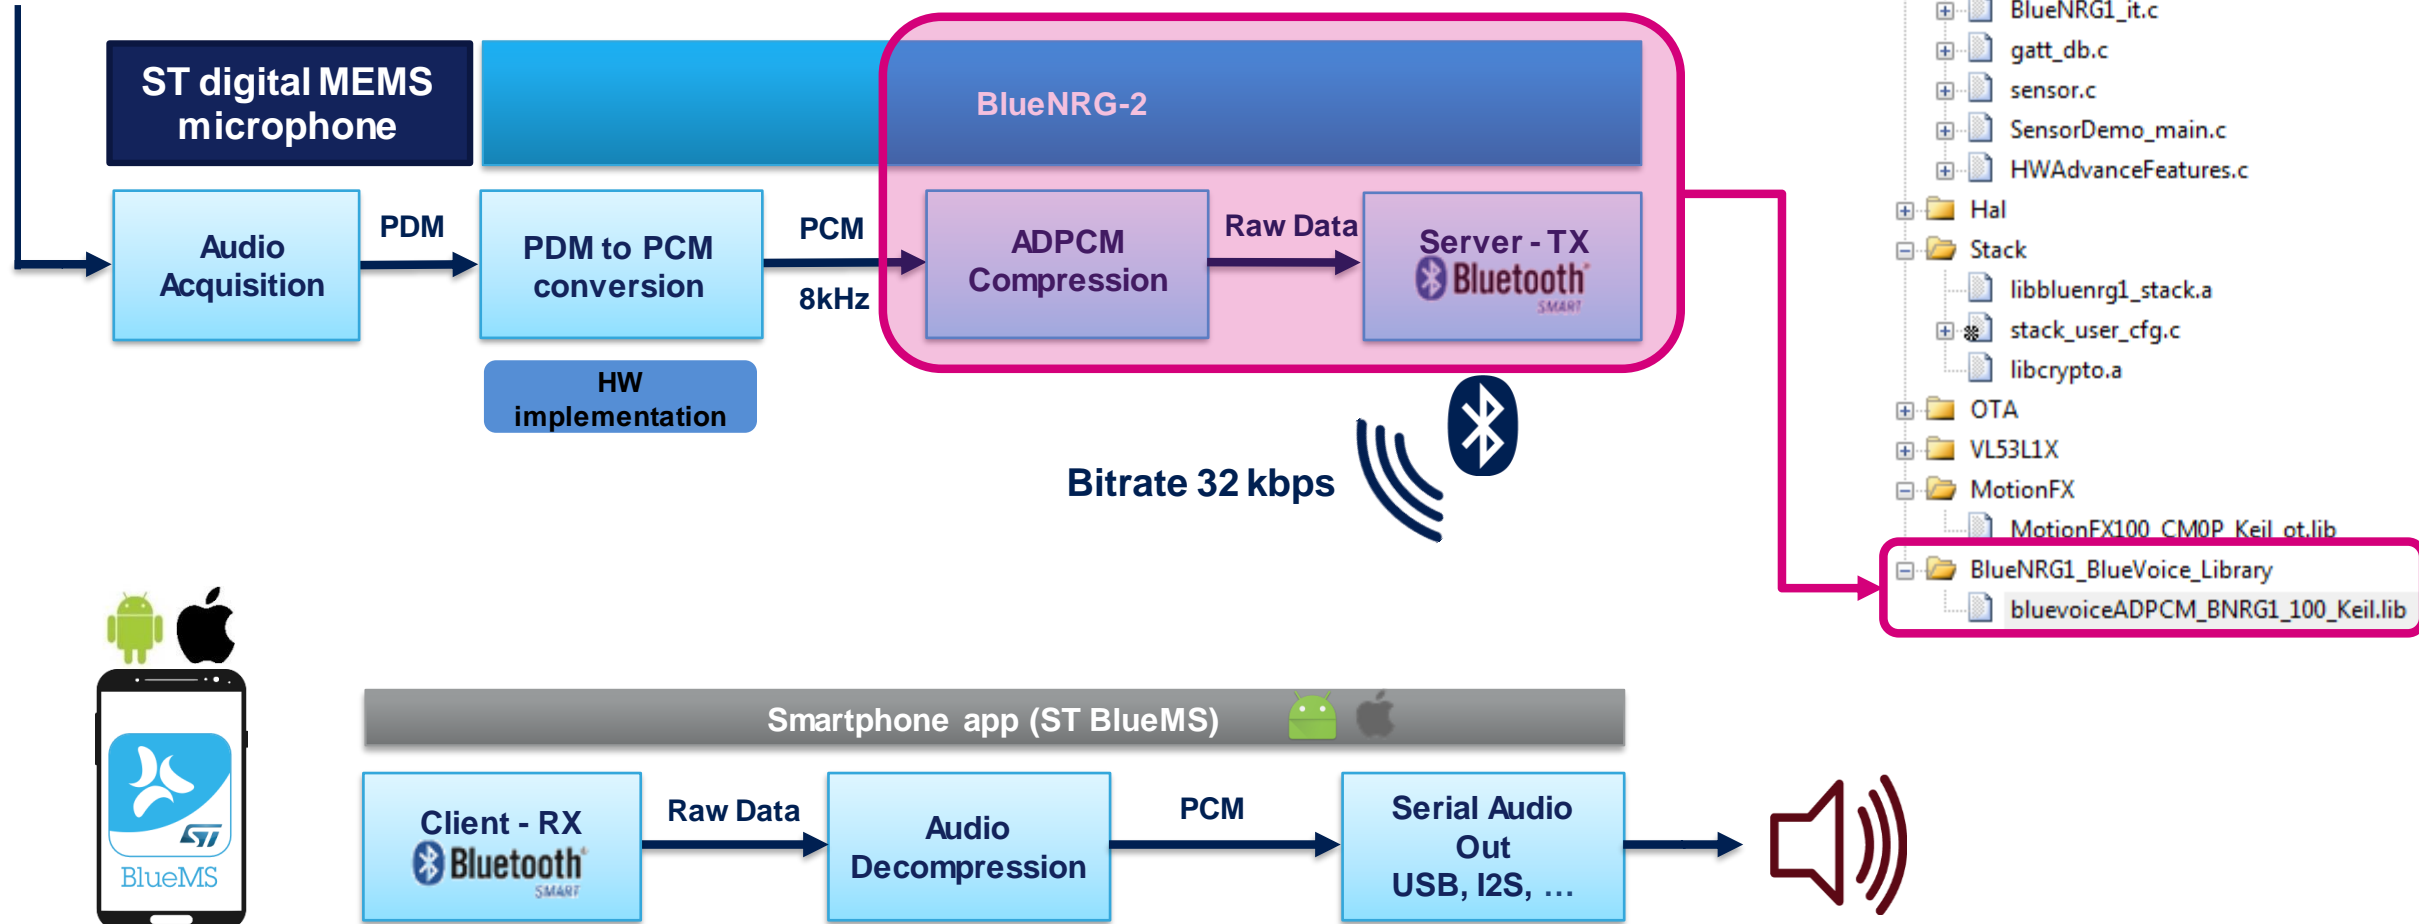 ST digital MEMS
microphone
BlueNRG-2
Audio
Acquisition
PDM
PDM to PCM
conversion
PCM
8kHz
ADPCM
Compression
Raw Data
Server - TX
Bluetooth
SMART
HW
implementation
Bitrate 32 kbps
BlueNRG1_it.c
gatt_db.c
sensor.c
SensorDemo_main.c
HWAdvanceFeatures.c
Hal
Stack
libbluenrg1_stack.a
stack_user_cfg.c
libcrypto.a
OTA
VL53L1X
MotionFX
MotionFX100_CM0P_Keil_ot.lib
BlueNRG1_BlueVoice_Library
bluevoiceADPCM_BNRG1_100_Keil.lib
ST
BlueMS
Smartphone app (ST BlueMS)
Client - RX
Bluetooth
SMART
Raw Data
Audio
Decompression
PCM
Serial Audio
Out
USB, I2S, …